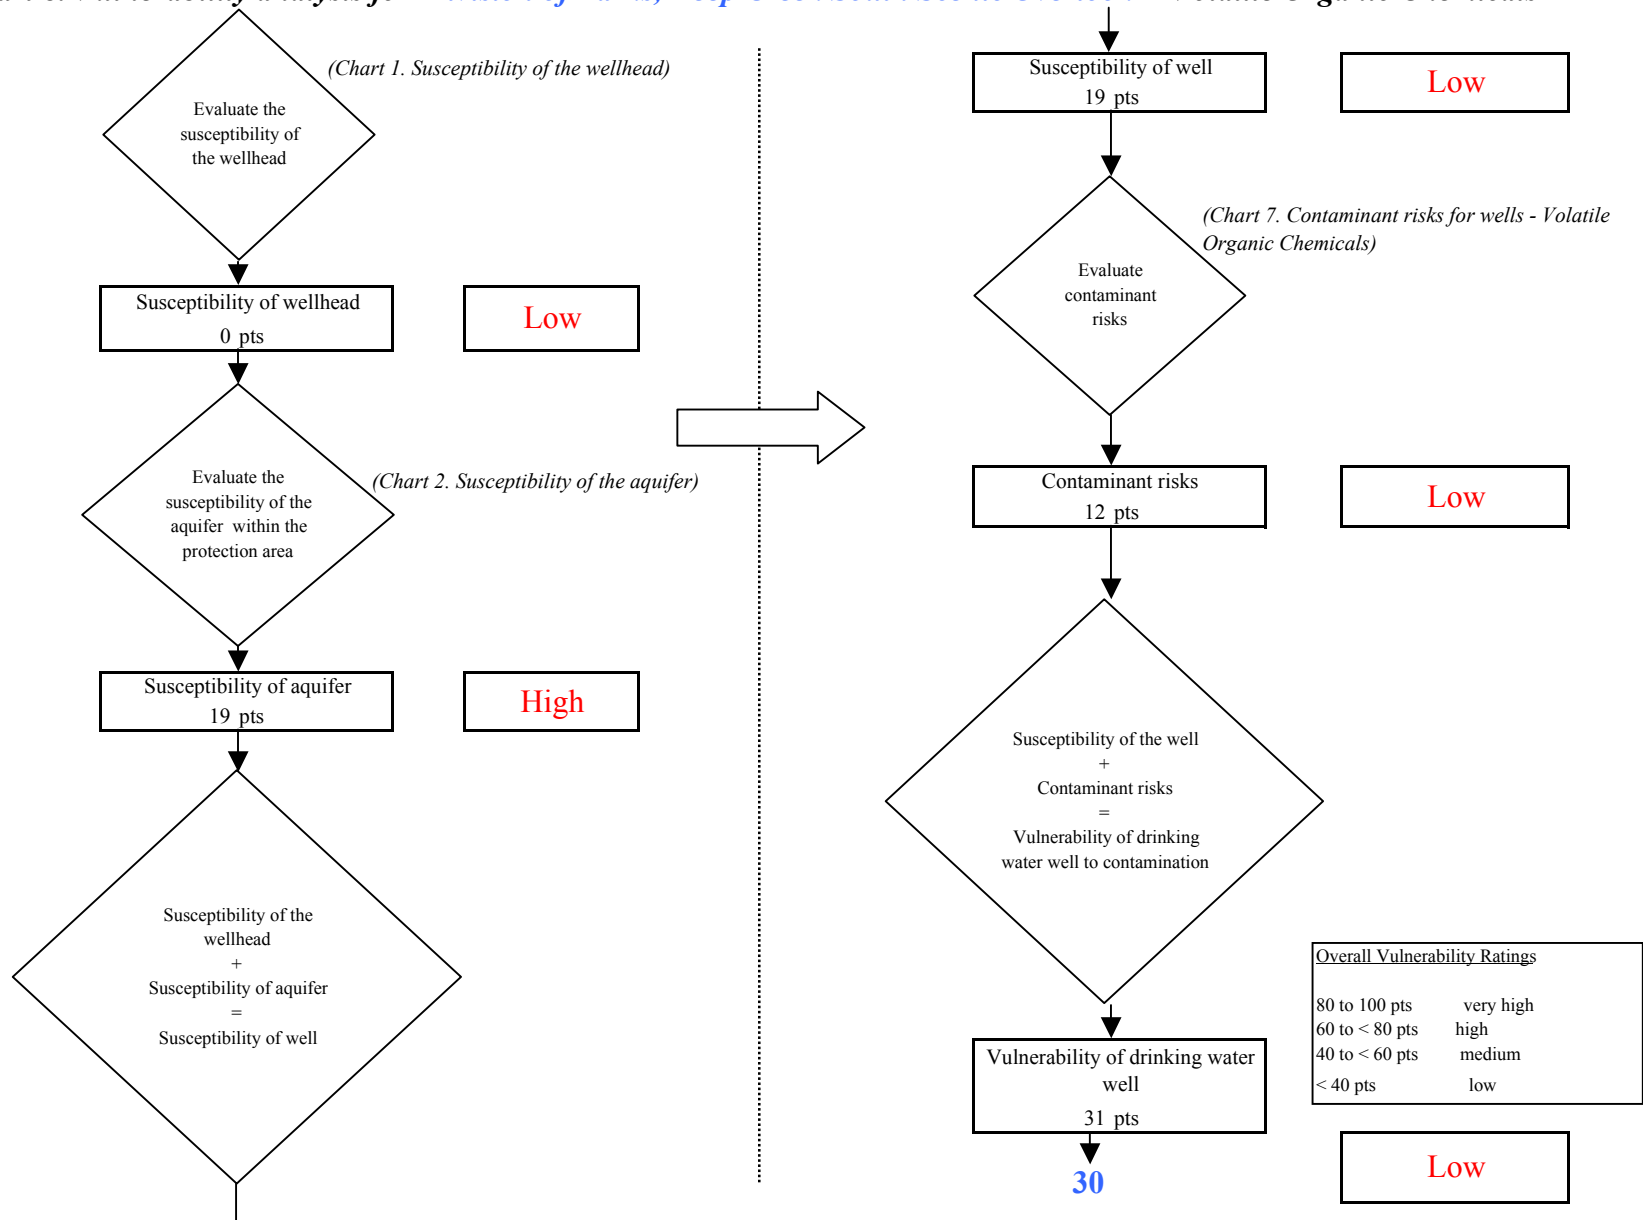 (Chart 1. Susceptibility of the wellhead)
Evaluate the
susceptibility of
the wellhead
Susceptibility of wellhead
0 pts
Low
Evaluate the
susceptibility of the
aquifer within the
protection area
(Chart 2. Susceptibility of the aquifer)
Susceptibility of aquifer
19 pts
High
Susceptibility of the
wellhead
+
Susceptibility of aquifer
=
Susceptibility of well
Susceptibility of well
19 pts
Low
(Chart 7. Contaminant risks for wells - Volatile
Organic Chemicals)
Evaluate
contaminant
risks
Contaminant risks
12 pts
Low
Susceptibility of the well
+
Contaminant risks
=
Vulnerability of drinking
water well to contamination
Overall Vulnerability Ratings
80 to 100 pts very high
60 to < 80 pts high
40 to < 60 pts medium
< 40 pts low
Vulnerability of drinking water
well
31 pts
30
Low